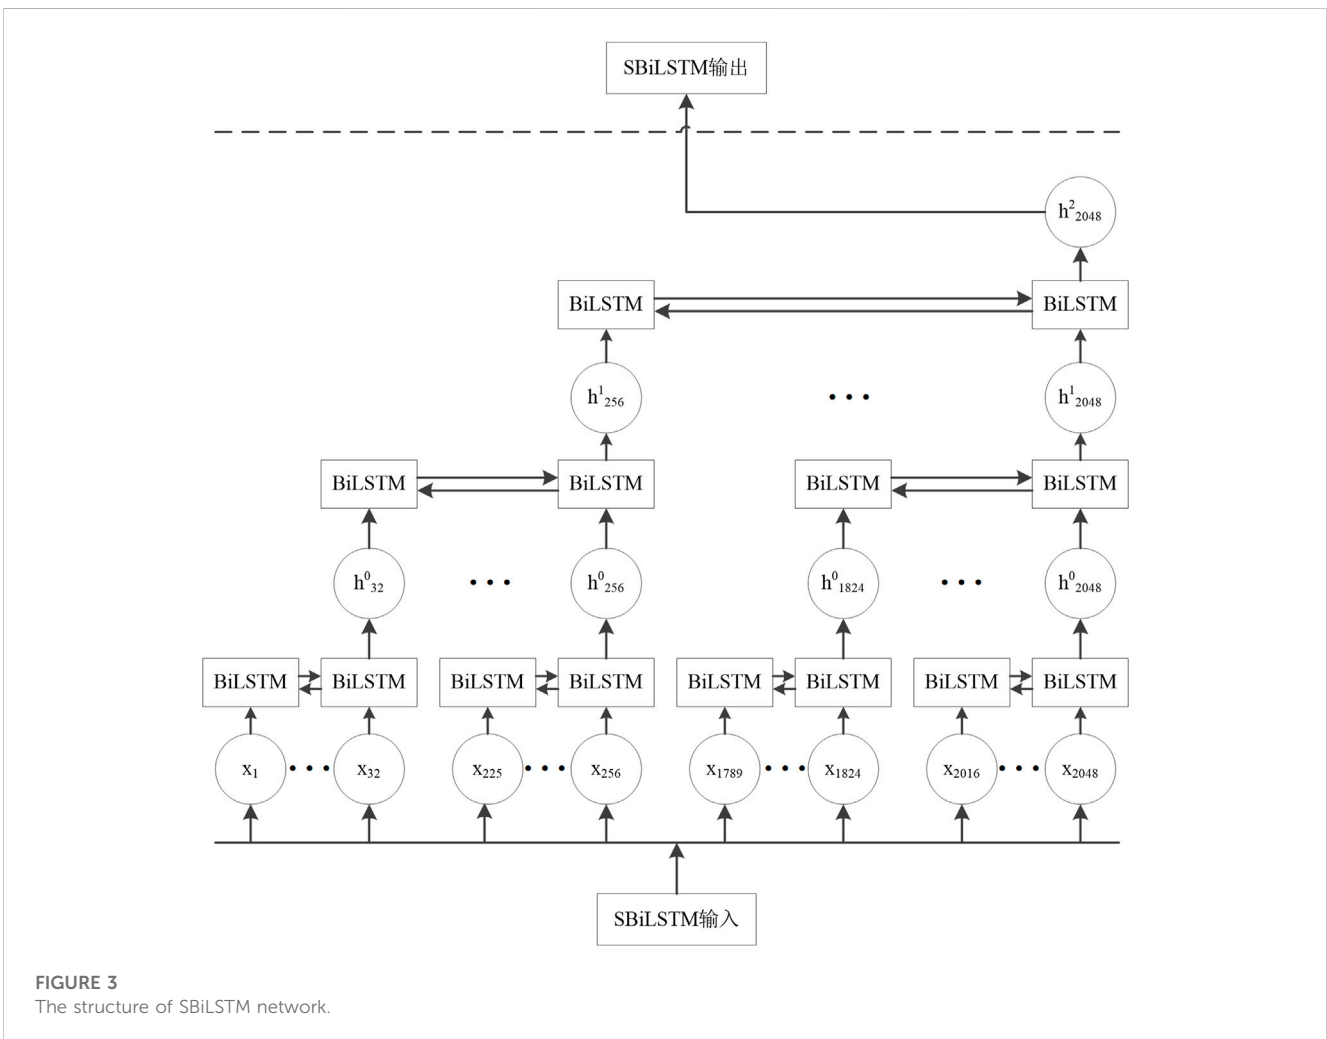 SBiLSTM输出
h²₂₀₄₈
BiLSTM BiLSTM
h¹₂₅₆ ••• h¹₂₀₄₈
BiLSTM BiLSTM BiLSTM BiLSTM
h⁰₃₂ ••• h⁰₂₅₆ h⁰₁₈₂₄ ••• h⁰₂₀₄₈
BiLSTM BiLSTM BiLSTM BiLSTM BiLSTM BiLSTM BiLSTM BiLSTM
x₁ ••• x₃₂ x₂₂₅ ••• x₂₅₆ x₁₇₈₉ ••• x₁₈₂₄ x₂₀₁₆ ••• x₂₀₄₈
SBiLSTM输入
FIGURE 3
The structure of SBiLSTM network.